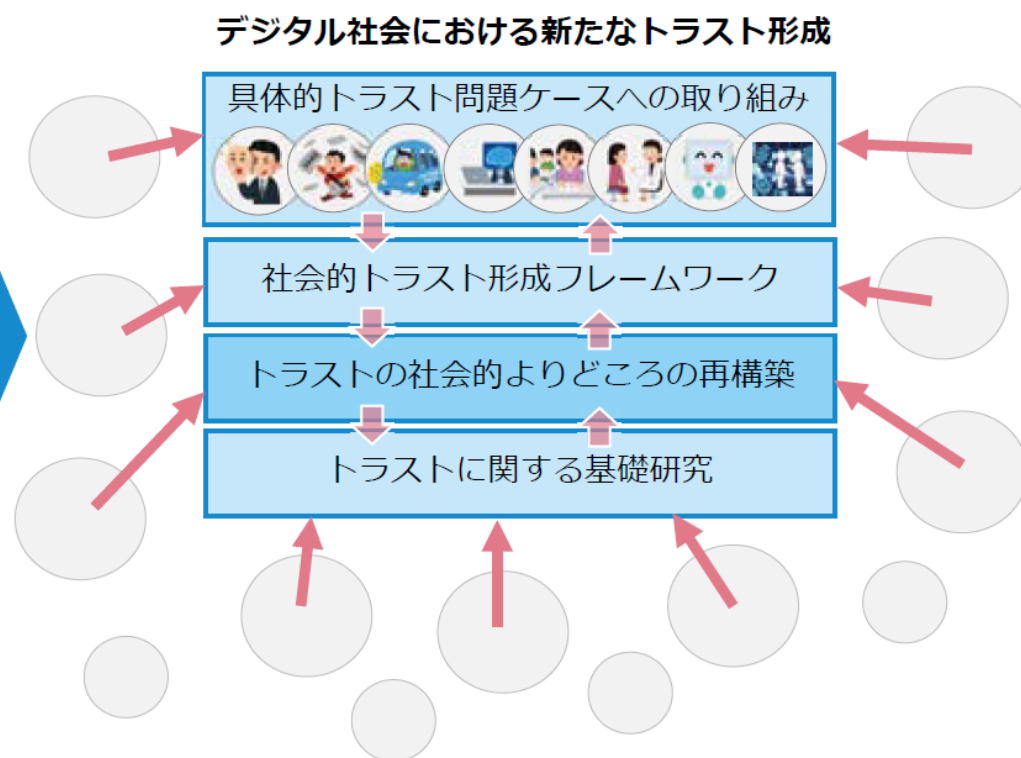 デジタル社会における新たなトラスト形成
具体的トラスト問題ケースへの取り組み
社会的トラスト形成フレームワーク
トラストの社会的よりどころの再構築
トラストに関する基礎研究